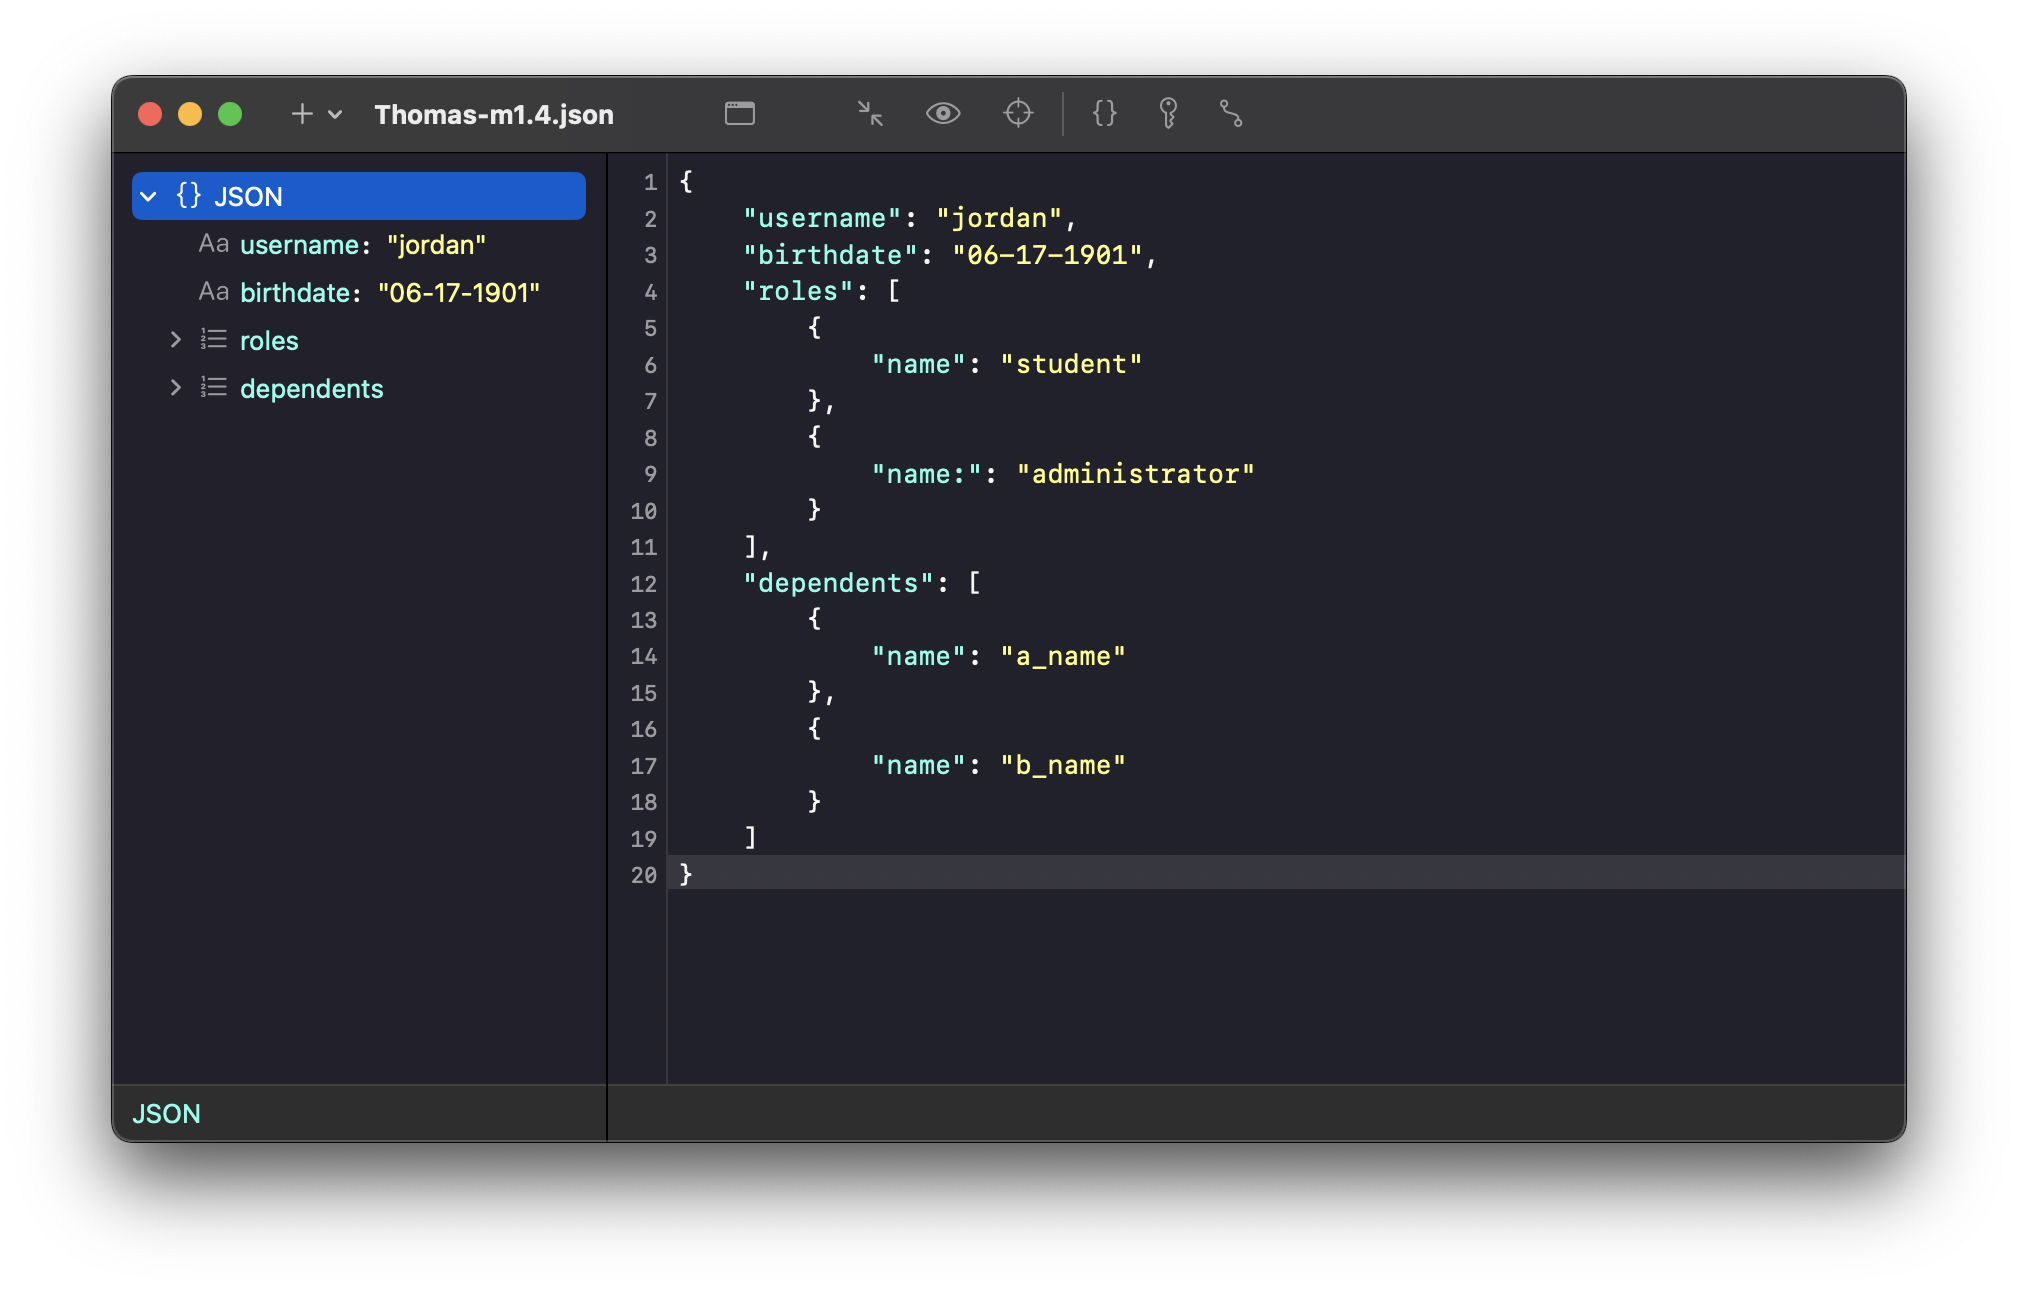 Thomas-m1.4.json
{} JSON
Aa username: "jordan"
Aa birthdate: "06-17-1901"
roles
dependents
JSON
1 {
2     "username": "jordan",
3     "birthdate": "06-17-1901",
4     "roles": [
5         {
6             "name": "student"
7         },
8         {
9             "name:": "administrator"
10         }
11     ],
12     "dependents": [
13         {
14             "name": "a_name"
15         },
16         {
17             "name": "b_name"
18         }
19     ]
20 }